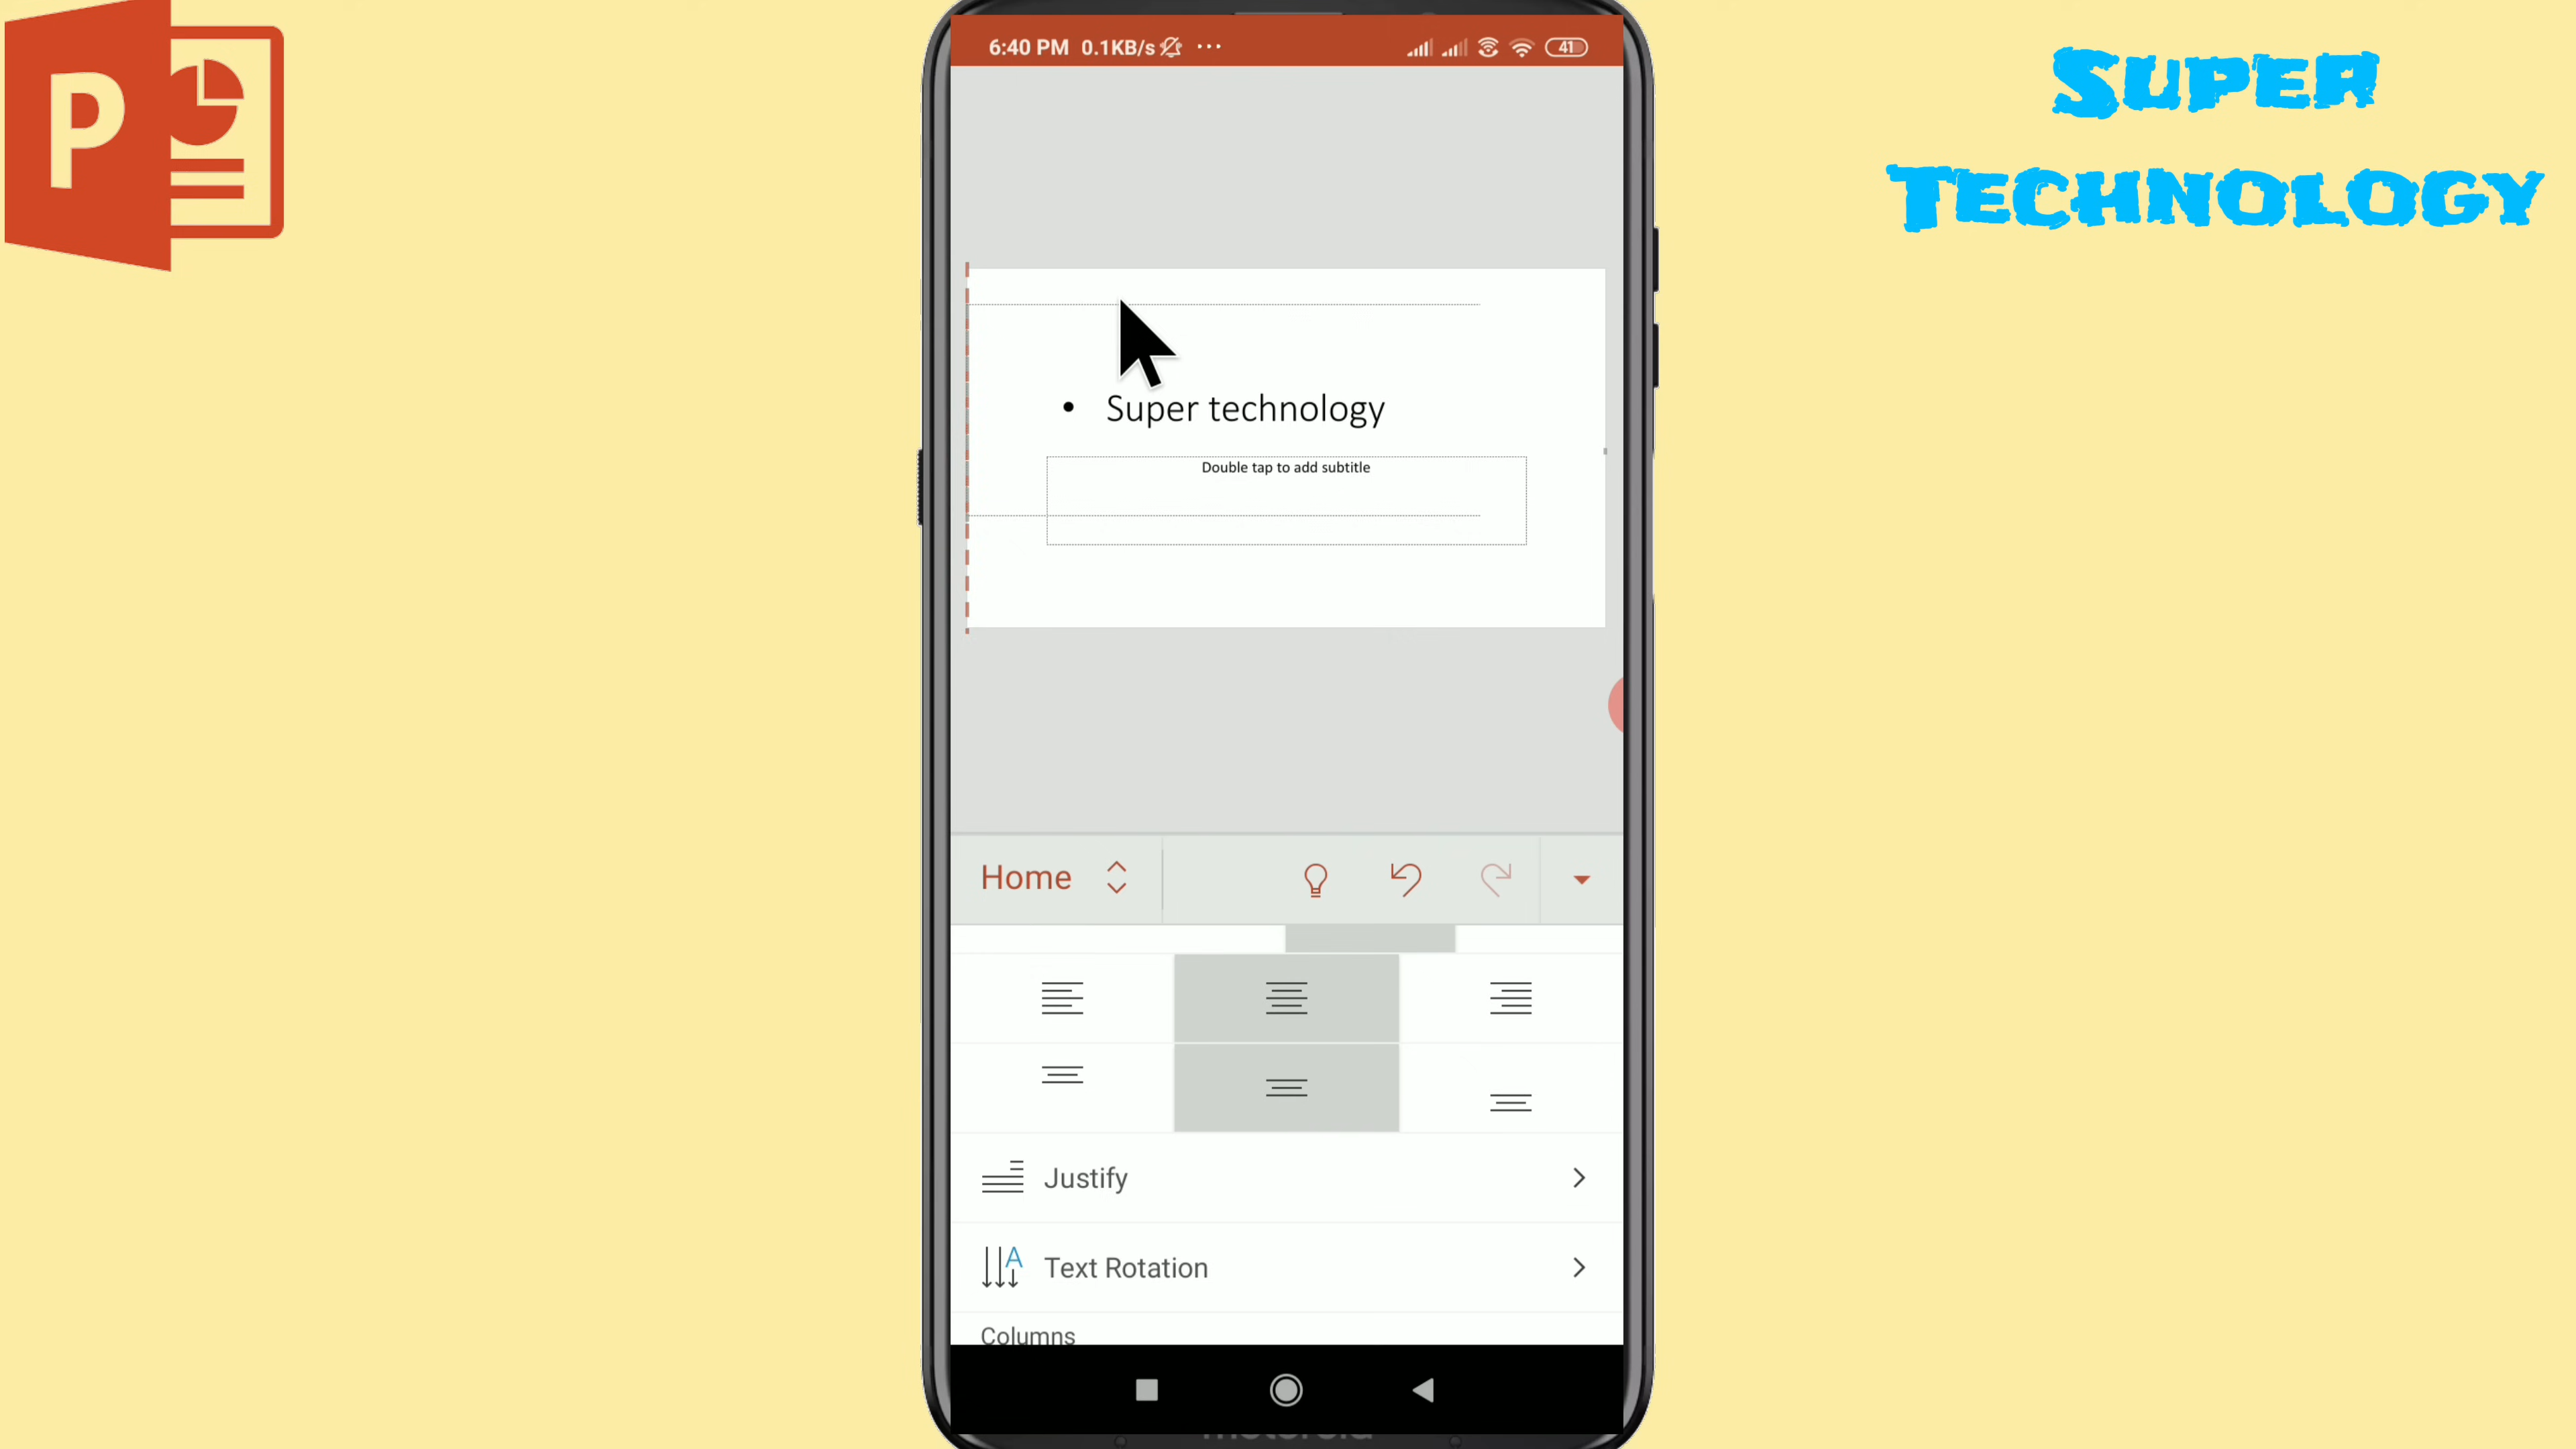 P
SUPER
TECHNOLOGY
6:40 PM 0.1KB/s ··· 41
• Super technology
Double tap to add subtitle
Home
Justify
A Text Rotation
Columns
motorola